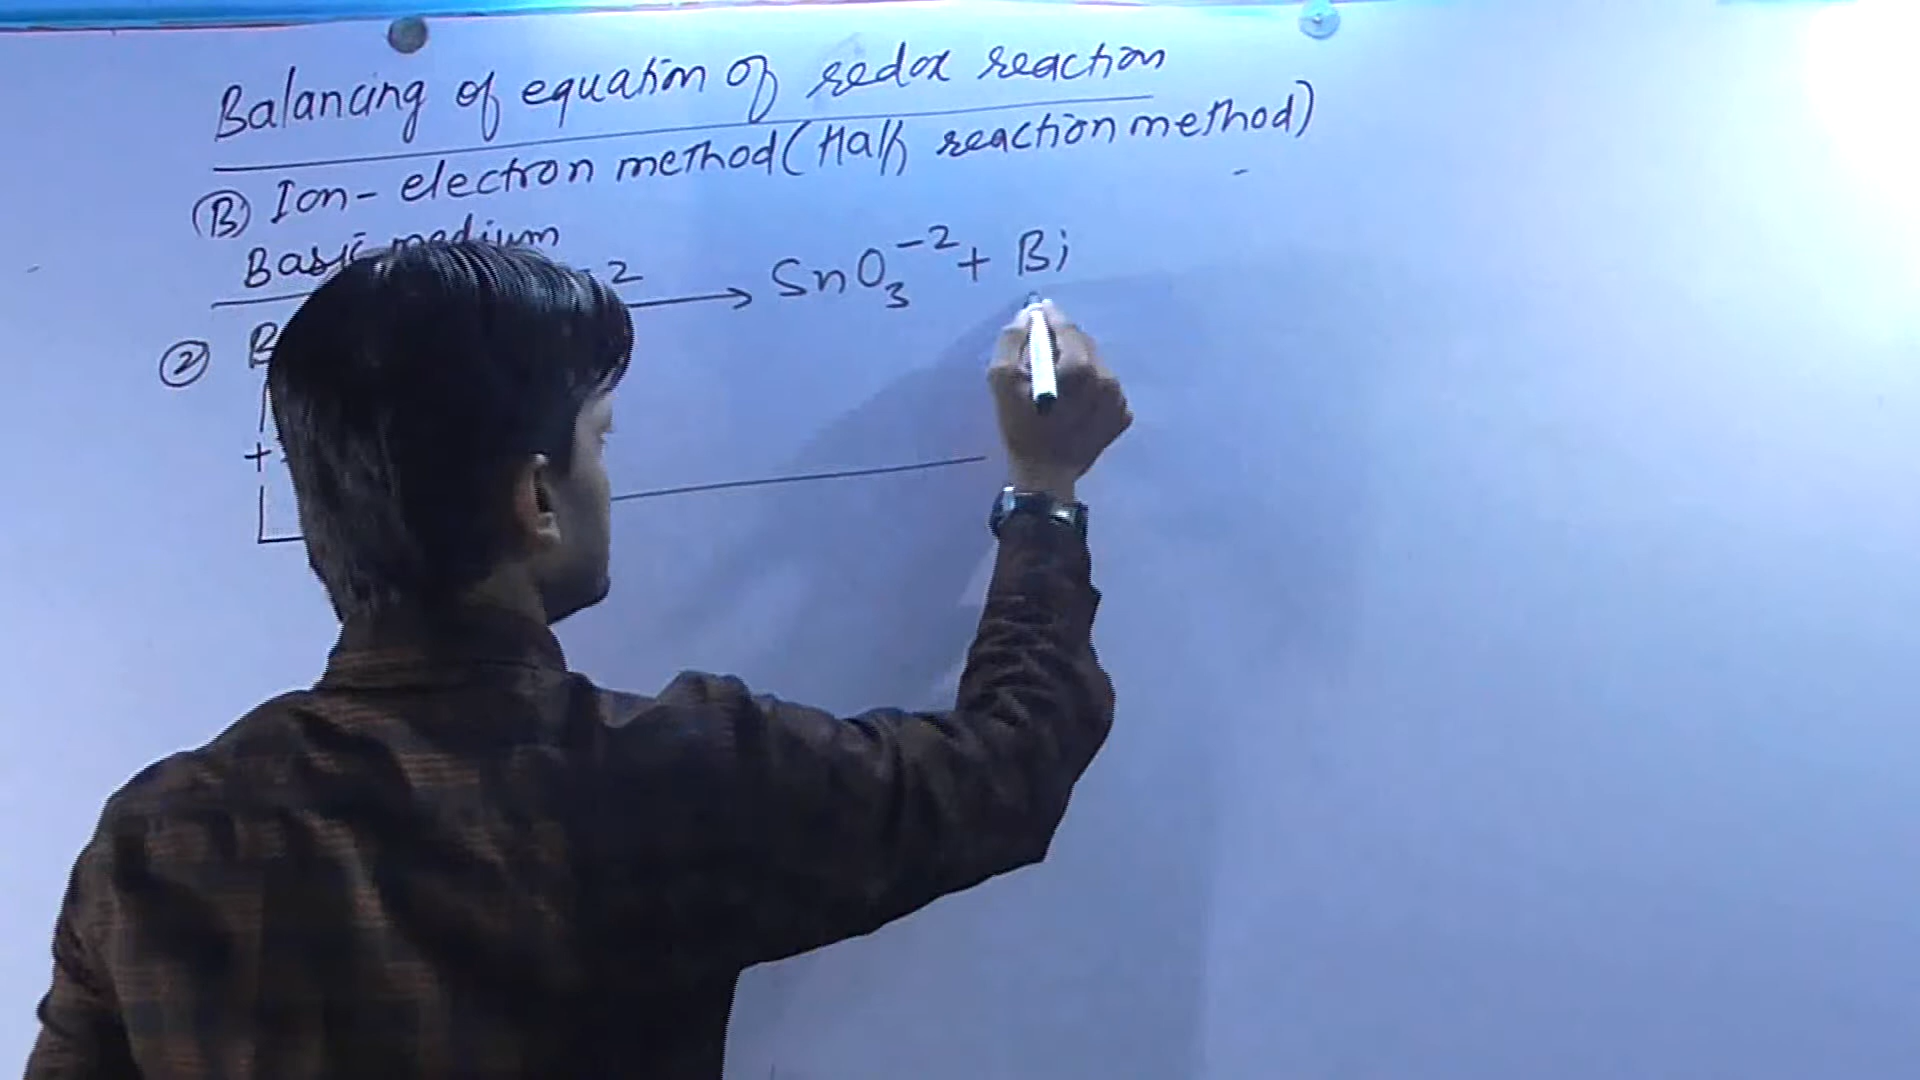 Balancing of equation of redox reaction
(B) Ion-electron method (Half reaction method)
Basic medium
-2 → SnO₃⁻² + Bi
(2) B
+